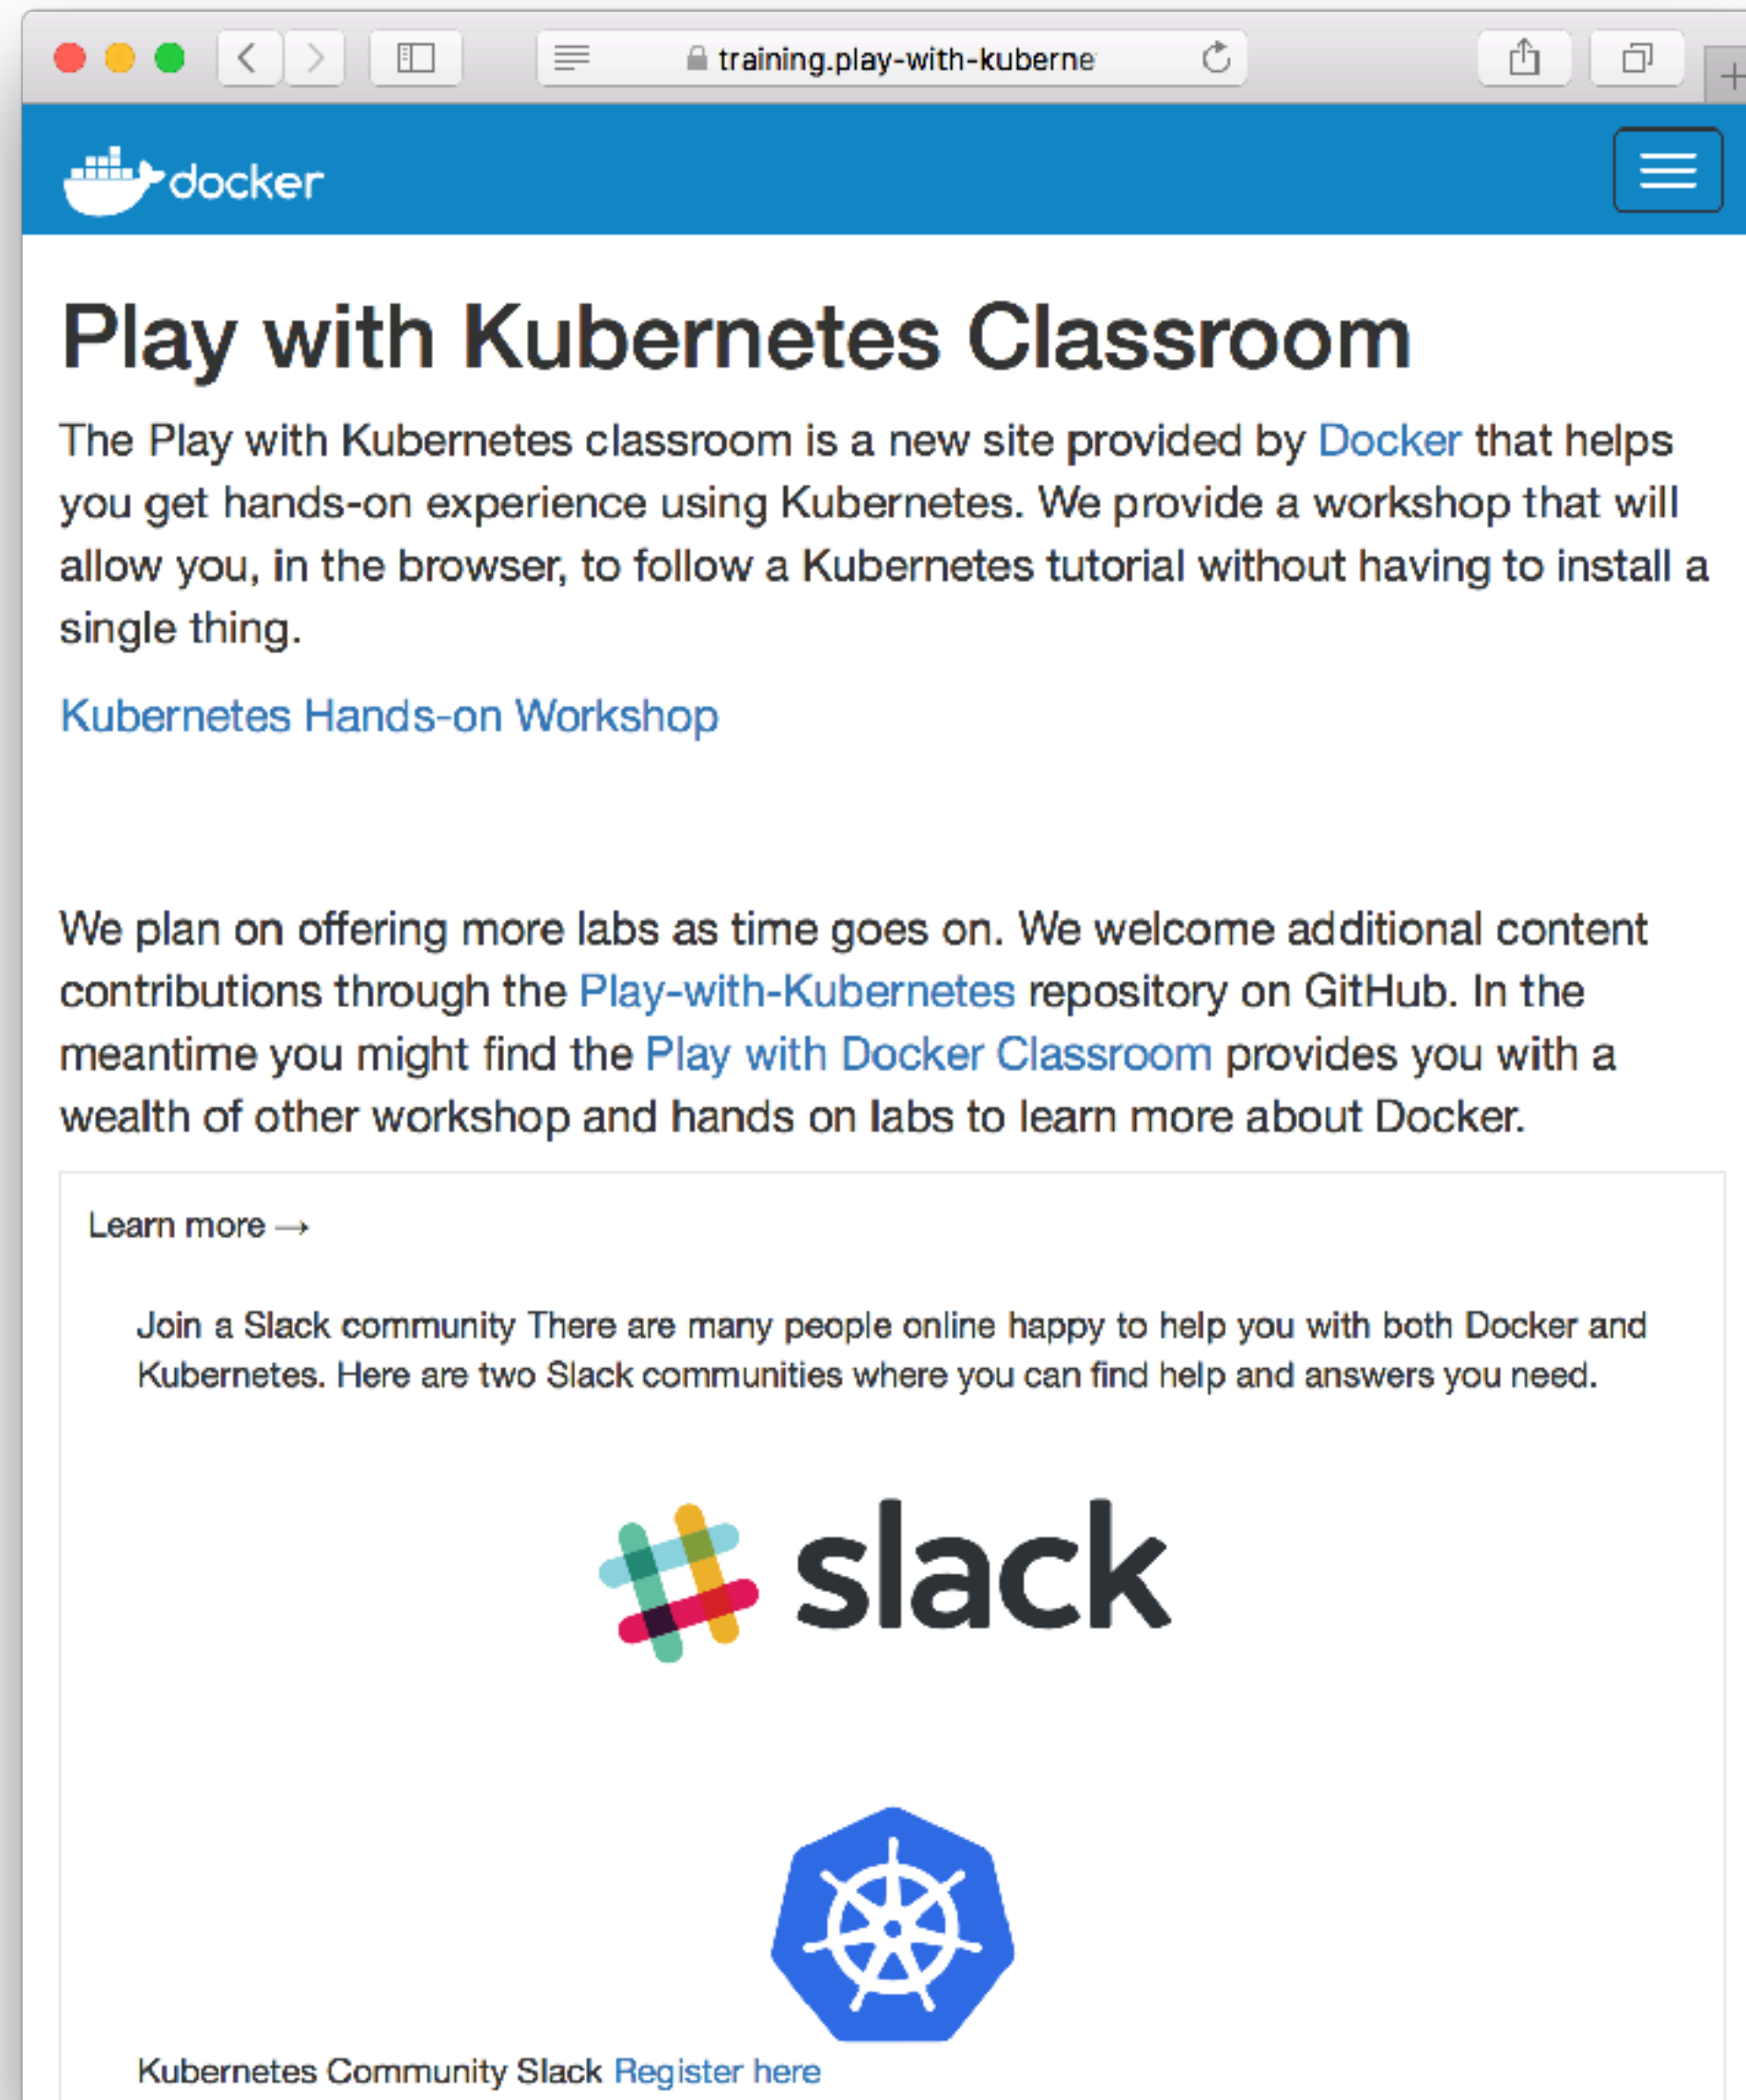 training.play-with-kuberne
docker
Play with Kubernetes Classroom
The Play with Kubernetes classroom is a new site provided by Docker that helps
you get hands-on experience using Kubernetes. We provide a workshop that will
allow you, in the browser, to follow a Kubernetes tutorial without having to install a
single thing.
Kubernetes Hands-on Workshop
We plan on offering more labs as time goes on. We welcome additional content
contributions through the Play-with-Kubernetes repository on GitHub. In the
meantime you might find the Play with Docker Classroom provides you with a
wealth of other workshop and hands on labs to learn more about Docker.
Learn more →
Join a Slack community There are many people online happy to help you with both Docker and
Kubernetes. Here are two Slack communities where you can find help and answers you need.
slack
Kubernetes Community Slack Register here